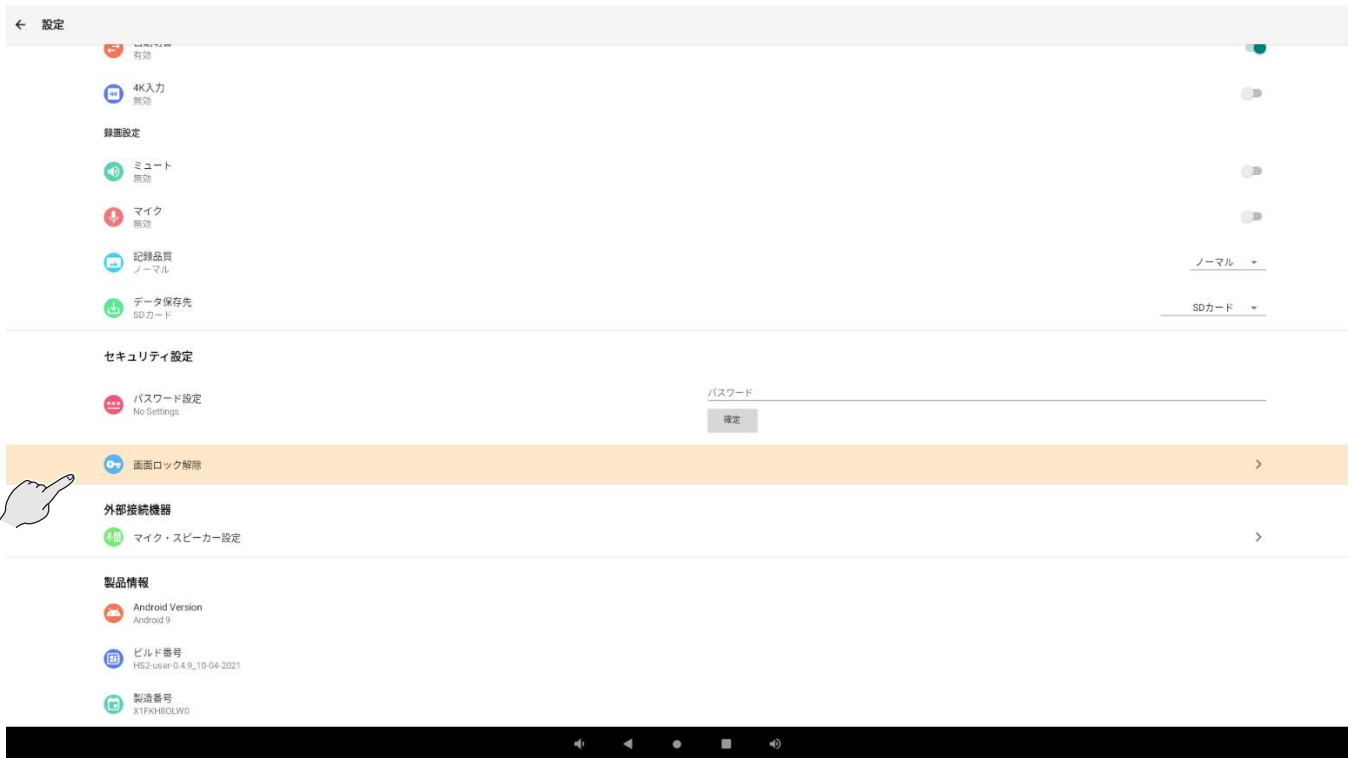 設定
有効
4K入力
無効
録画設定
ミュート
無効
マイク
無効
記録品質
ノーマル
ノーマル
データ保存先
SDカード
SDカード
セキュリティ設定
パスワード設定
No Settings
パスワード
確定
画面ロック解除
外部接続機器
マイク・スピーカー設定
製品情報
Android Version
Android 9
ビルド番号
HS2-user-0.4.9_10-04-2021
製造番号
X1FKH8OLW0